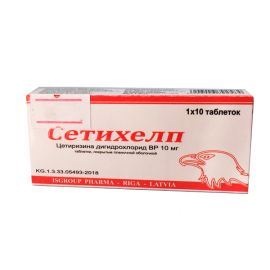 1x10 таблеток
Сетихелп
Цетиризина дигидрохлорид ВР 10 мг
таблетки, покрытые пленочной оболочкой
KG.1.3.33.05493-2018
ISGROUP PHARMA - RIGA - LATVIA